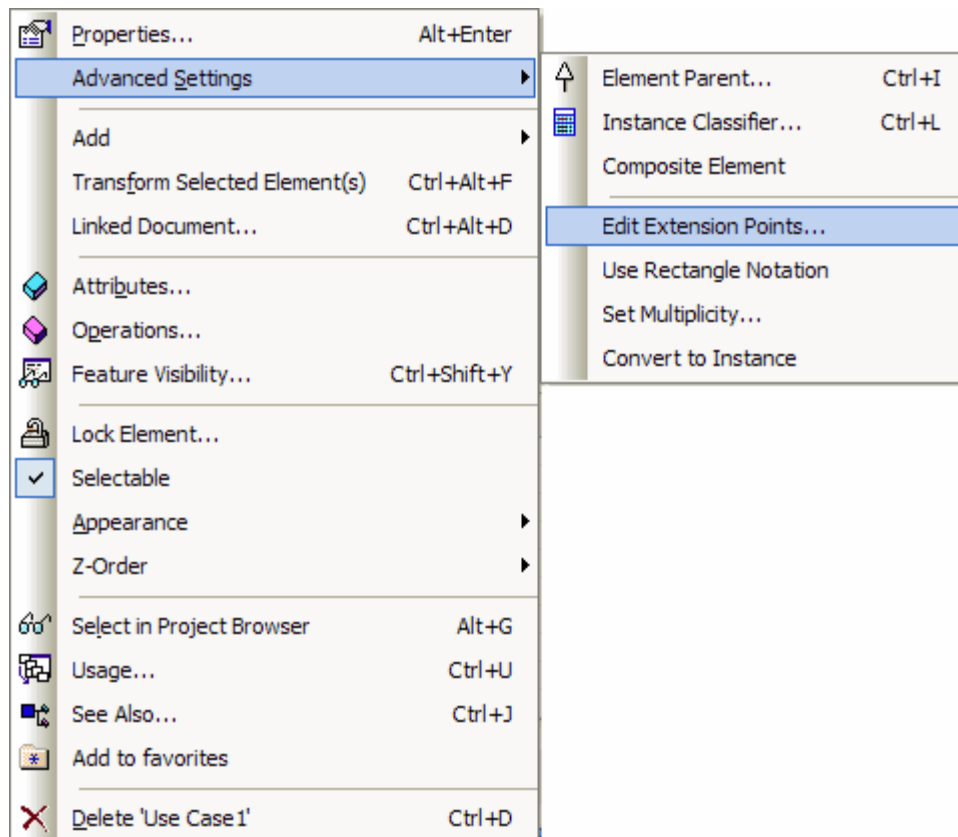 Properties... Alt+Enter
Advanced Settings
Add
Transform Selected Element(s) Ctrl+Alt+F
Linked Document... Ctrl+Alt+D
Attributes...
Operations...
Feature Visibility... Ctrl+Shift+Y
Lock Element...
Selectable
Appearance
Z-Order
Select in Project Browser Alt+G
Usage... Ctrl+U
See Also... Ctrl+J
Add to favorites
Delete 'Use Case1' Ctrl+D
Element Parent... Ctrl+I
Instance Classifier... Ctrl+L
Composite Element
Edit Extension Points...
Use Rectangle Notation
Set Multiplicity...
Convert to Instance